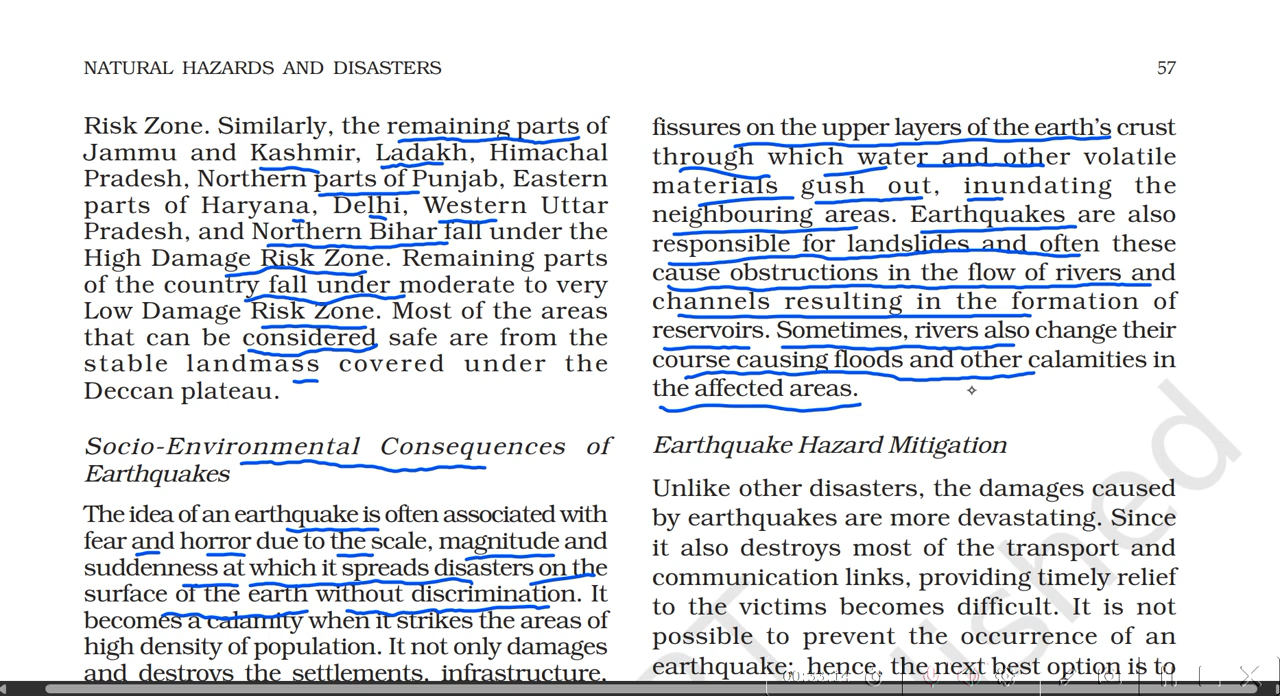 NATURAL HAZARDS AND DISASTERS
57
Risk Zone. Similarly, the remaining parts of
Jammu and Kashmir, Ladakh, Himachal
Pradesh, Northern parts of Punjab, Eastern
parts of Haryana, Delhi, Western Uttar
Pradesh, and Northern Bihar fall under the
High Damage Risk Zone. Remaining parts
of the country fall under moderate to very
Low Damage Risk Zone. Most of the areas
that can be considered safe are from the
stable landmass covered under the
Deccan plateau.
Socio-Environmental Consequences of
Earthquakes
The idea of an earthquake is often associated with
fear and horror due to the scale, magnitude and
suddenness at which it spreads disasters on the
surface of the earth without discrimination. It
becomes a calamity when it strikes the areas of
high density of population. It not only damages
and destroys the settlements, infrastructure,
fissures on the upper layers of the earth's crust
through which water and other volatile
materials gush out, inundating the
neighbouring areas. Earthquakes are also
responsible for landslides and often these
cause obstructions in the flow of rivers and
channels resulting in the formation of
reservoirs. Sometimes, rivers also change their
course causing floods and other calamities in
the affected areas.
Earthquake Hazard Mitigation
Unlike other disasters, the damages caused
by earthquakes are more devastating. Since
it also destroys most of the transport and
communication links, providing timely relief
to the victims becomes difficult. It is not
possible to prevent the occurrence of an
earthquake; hence, the next best option is to